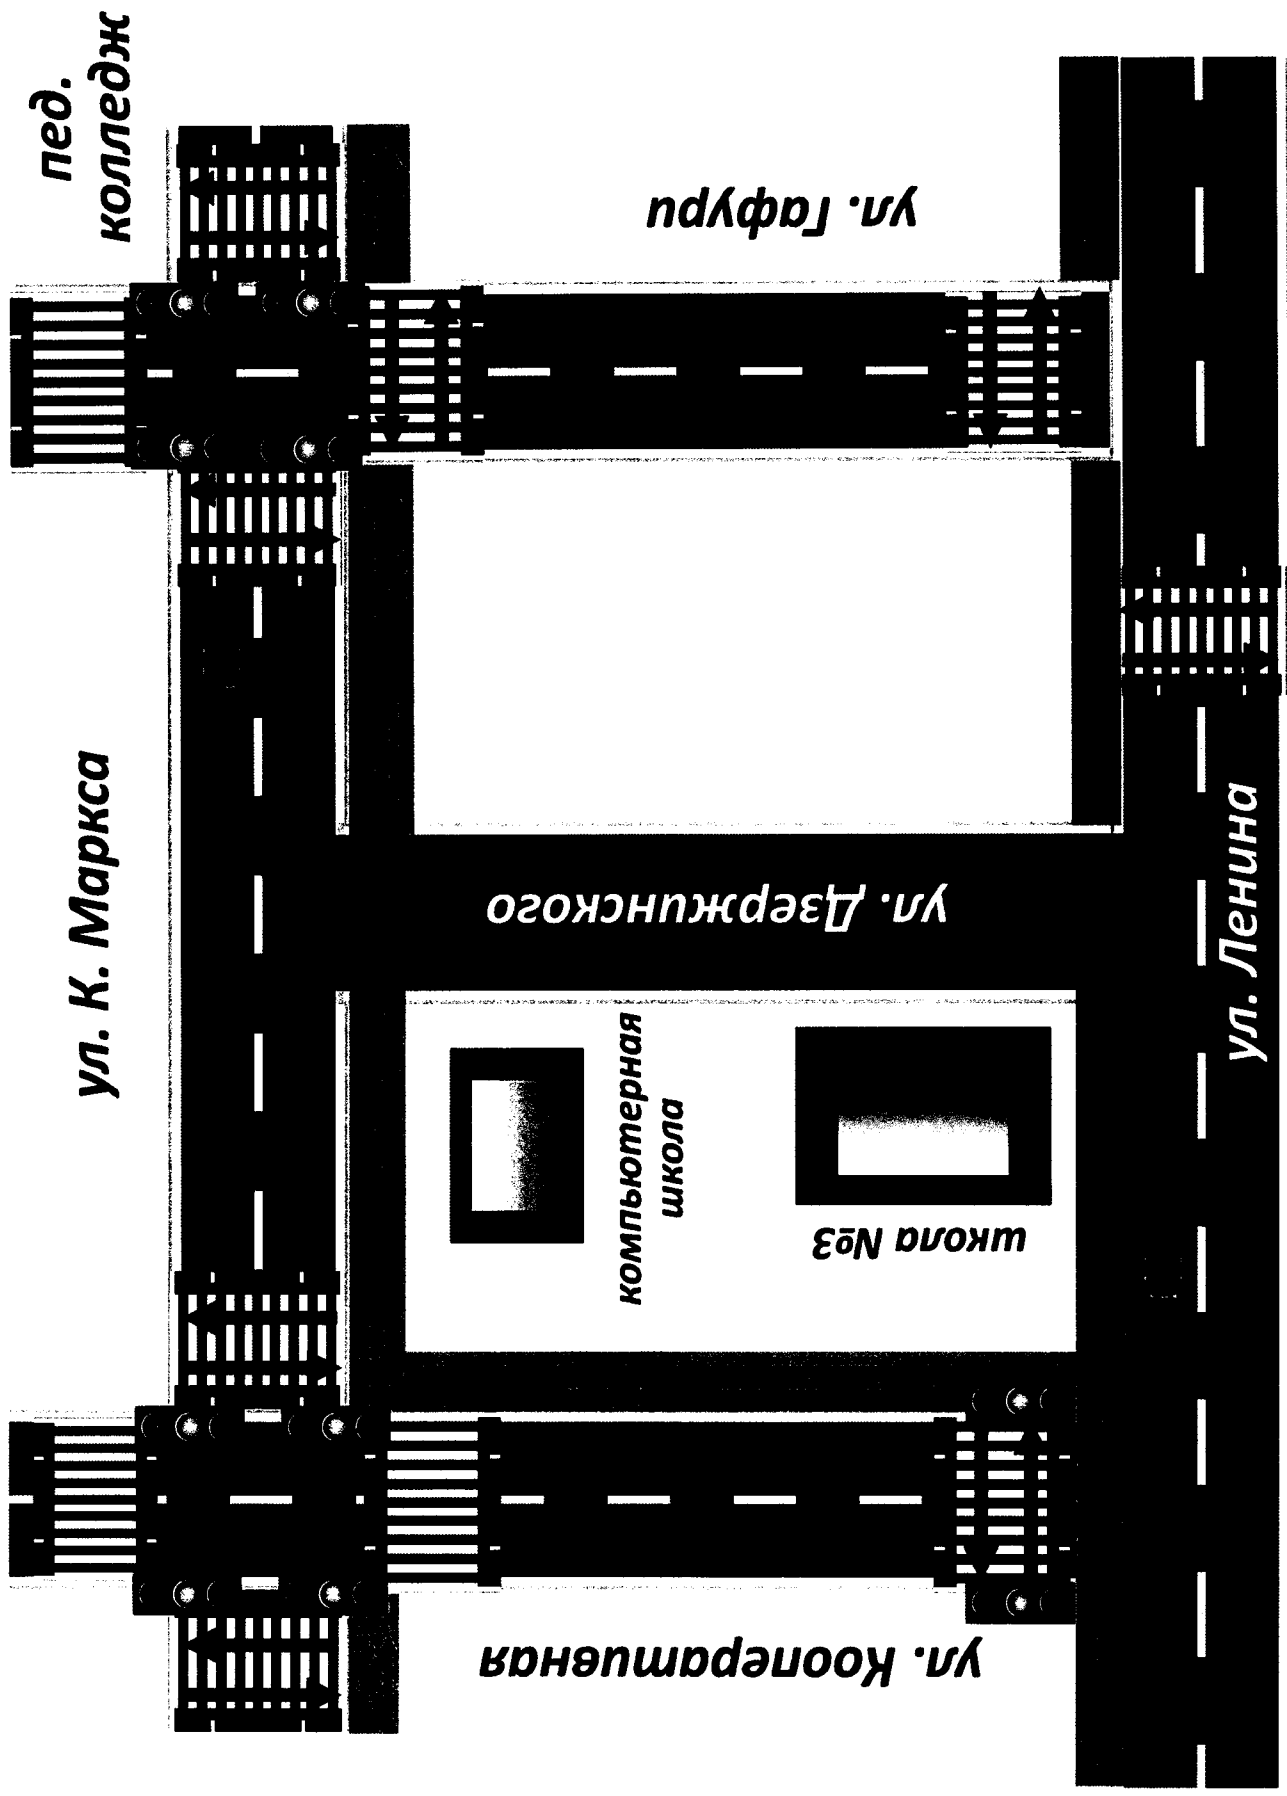 пед.
колледж
ул. Гафури
ул. К. Маркса
ул. Дзержинского
ул. Ленина
компьютерная
школа
школа №3
ул. Кооперативная